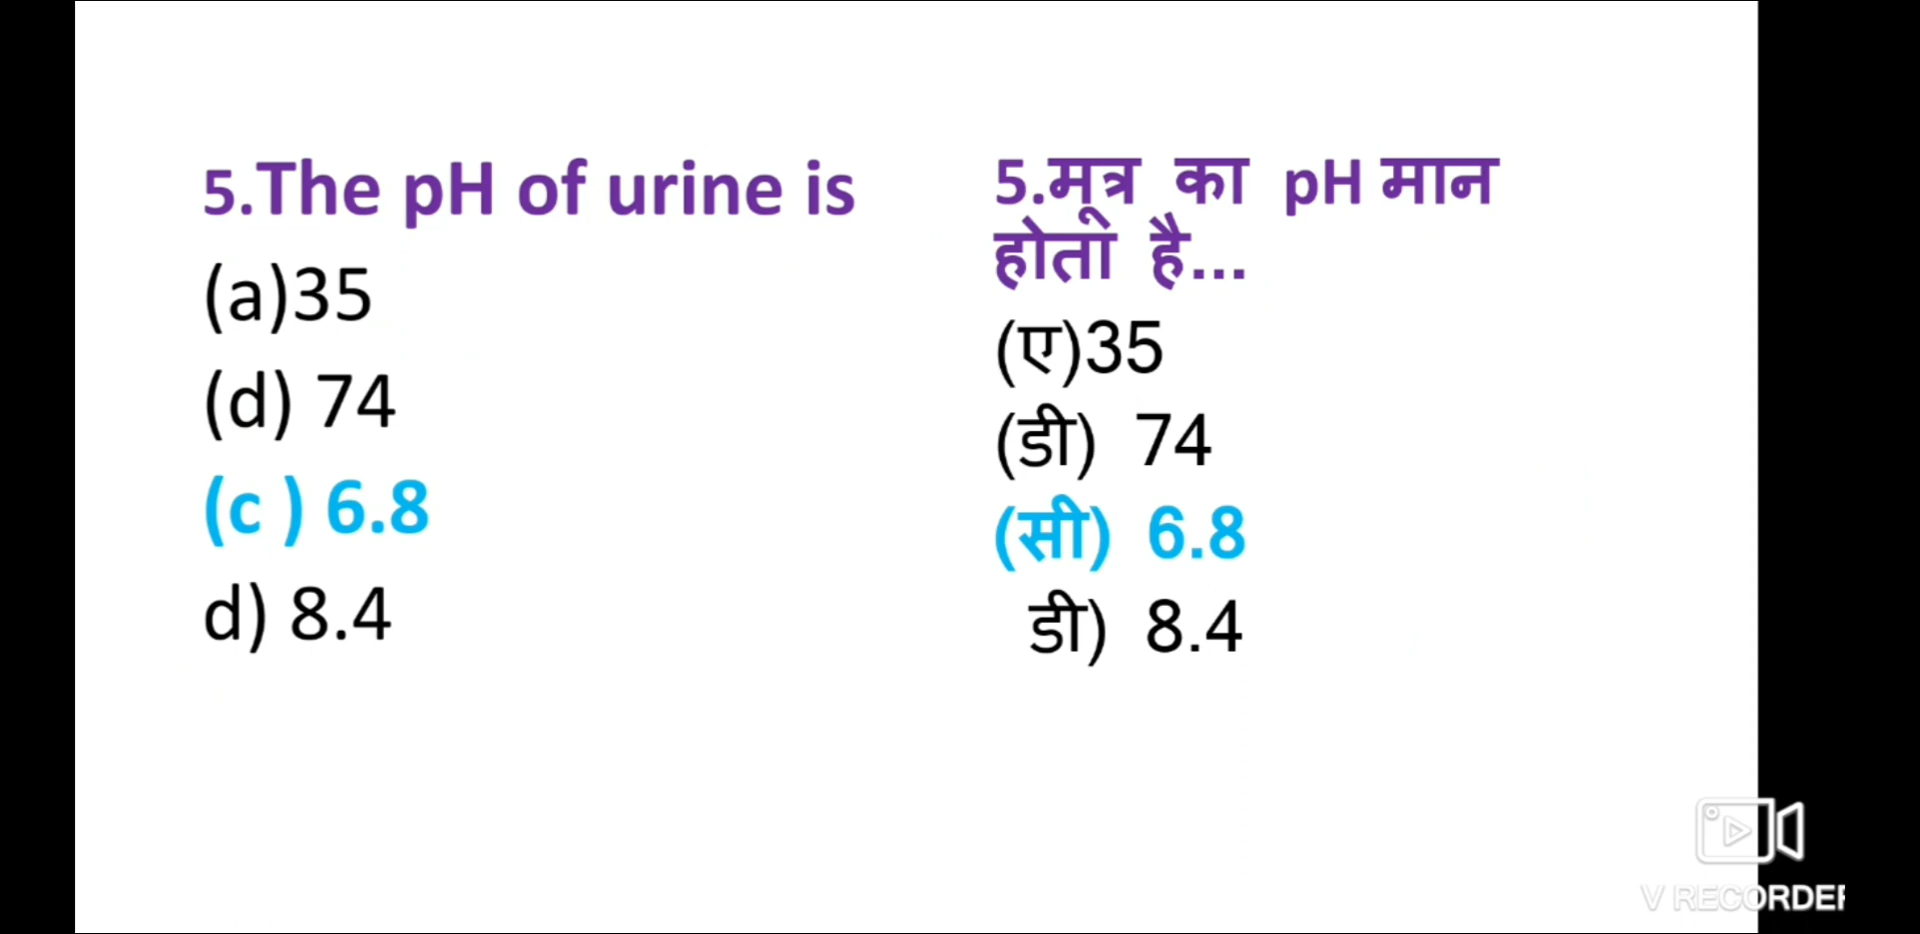 5.The pH of urine is
(a)35
(d) 74
(c ) 6.8
d) 8.4
5.मूत्र का pH मान
होता है...
(ए)35
(डी) 74
(सी) 6.8
डी) 8.4
V RECORDER